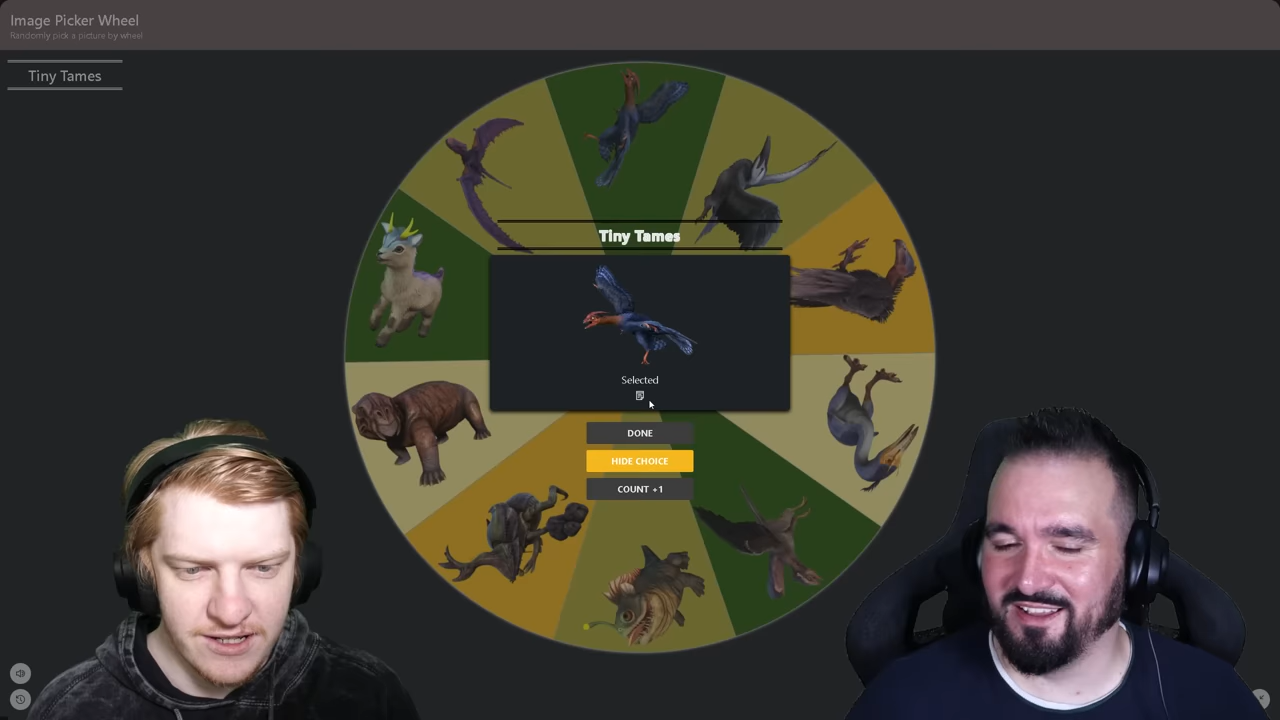 Image Picker Wheel
Randomly pick a picture by wheel
Tiny Tames
Tiny Tames
Selected
DONE
HIDE CHOICE
COUNT +1